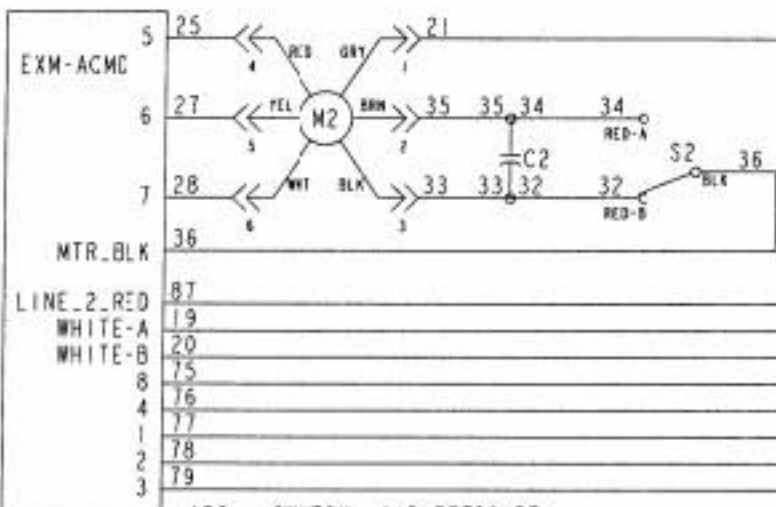 5 25 21
EXM-ACMD
RED GRY
4 1
6 27 YEL M2 BRN 35 35 34 34
RED-A
5 2
C2 S2 36
BLK
7 28 WHT BLK 33 33 32 32
RED-B
6 3
MTR_BLK 36
LINE_2_RED 87
WHITE-A 19
WHITE-B 20
8 75
4 76
1 77
2 78
3 79